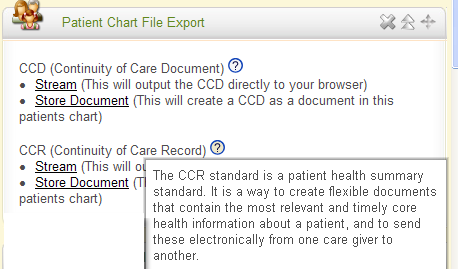 Patient Chart File Export
CCD (Continuity of Care Document)
• Stream (This will output the CCD directly to your browser)
• Store Document (This will create a CCD as a document in this
patients chart)
CCR (Continuity of Care Record)
• Stream (This will
• Store Document
patients chart)
The CCR standard is a patient health summary
standard. It is a way to create flexible documents
that contain the most relevant and timely core
health information about a patient, and to send
these electronically from one care giver to
another.